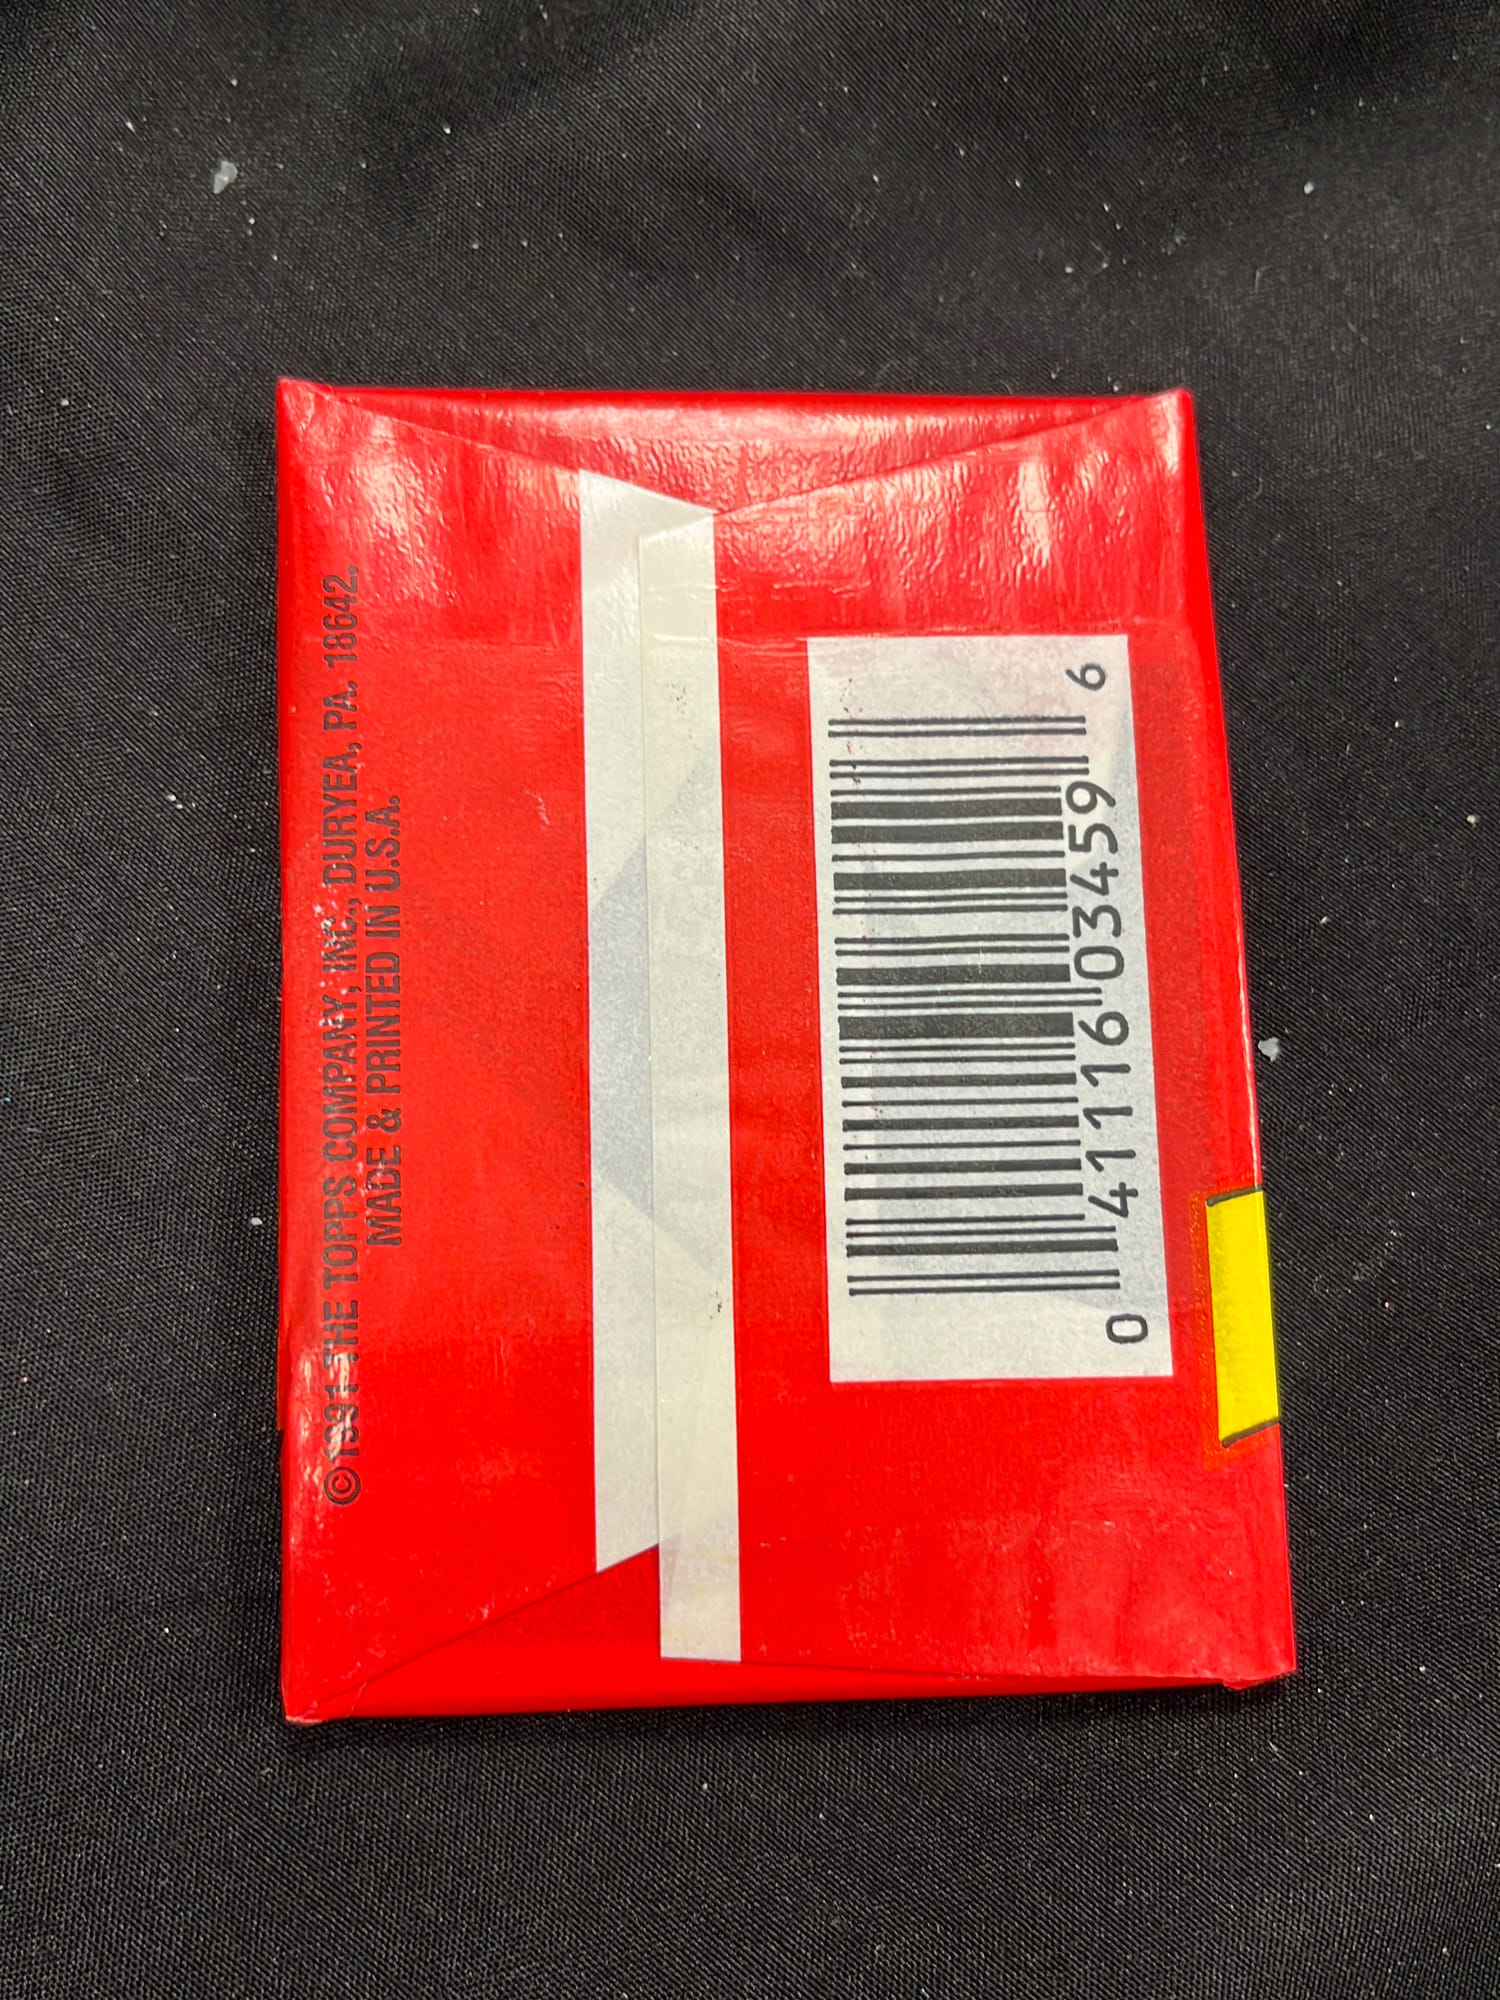 ©1991 THE TOPPS COMPANY, INC., DURYEA, PA. 18642.
MADE & PRINTED IN U.S.A.
0 41116 03459 6